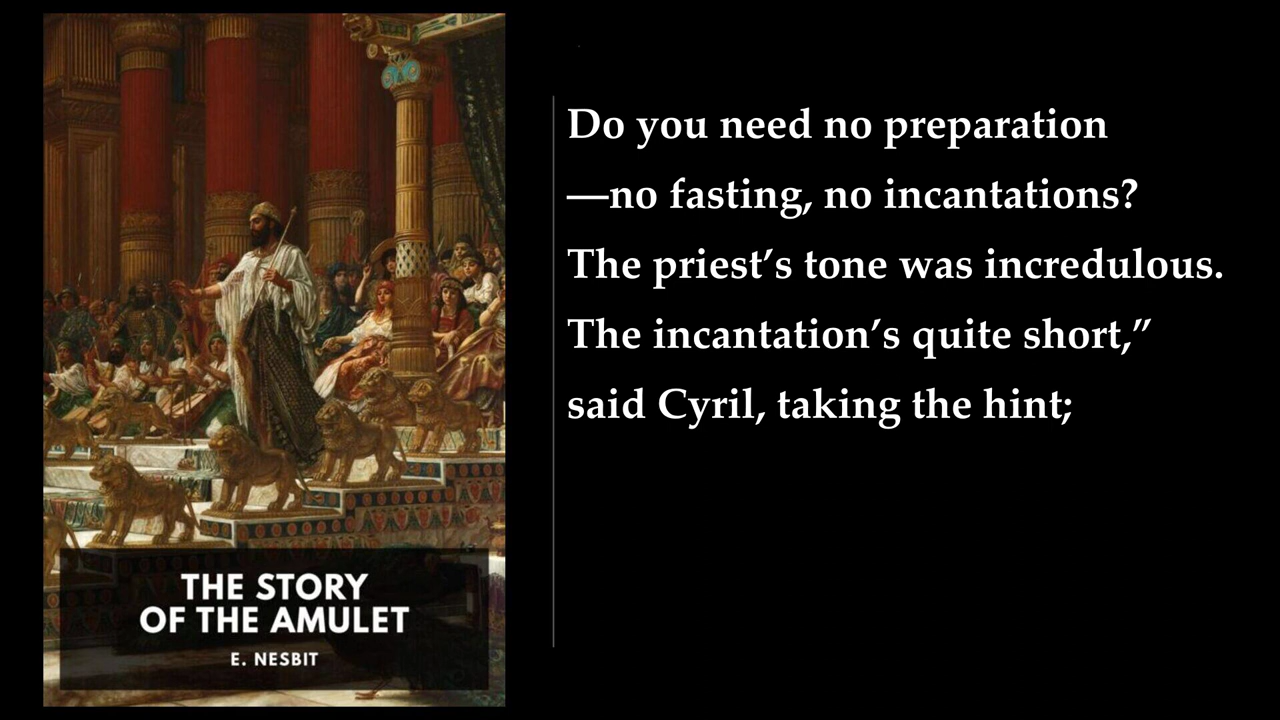 THE STORY
OF THE AMULET
E. NESBIT
Do you need no preparation
—no fasting, no incantations?
The priest’s tone was incredulous.
The incantation’s quite short,”
said Cyril, taking the hint;